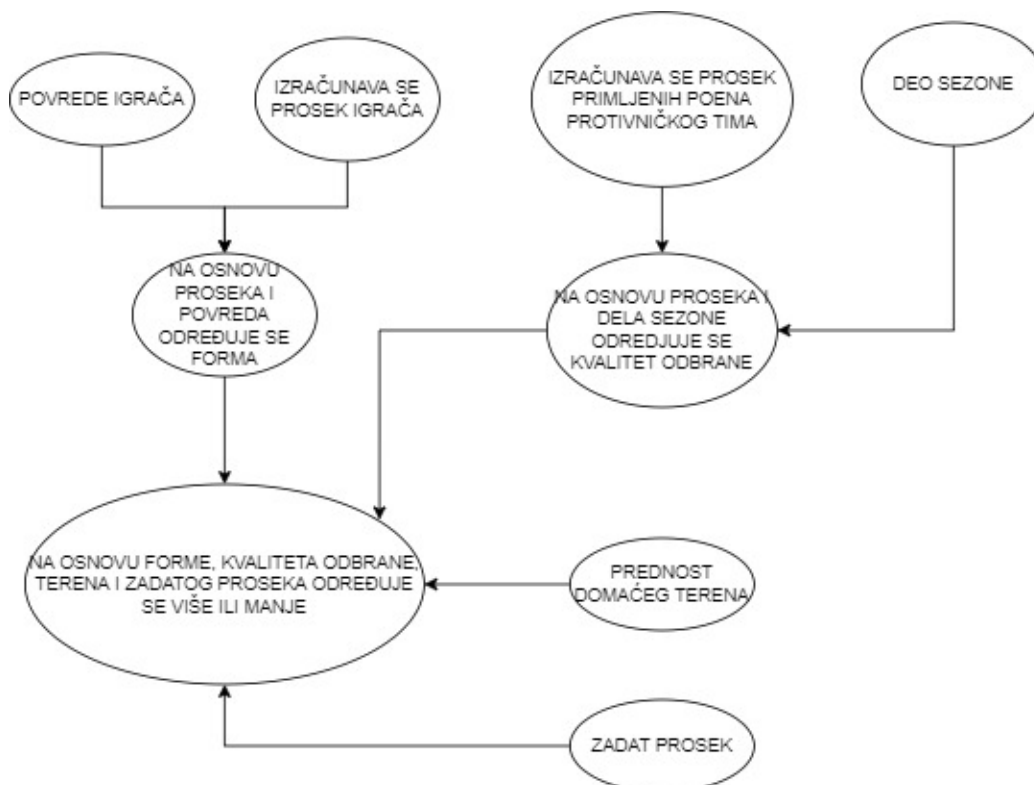 POVREDE IGRAČA
IZRAČUNAVA SE
PROSEK IGRAČA
IZRAČUNAVA SE PROSEK
PRIMLJENIH POENA
PROTIVNIČKOG TIMA
DEO SEZONE
NA OSNOVU
PROSEKA I
POVREDA
ODREĐUJE SE
FORMA
NA OSNOVU PROSEKA I
DELA SEZONE
ODREDJUJE SE
KVALITET ODBRANE
NA OSNOVU FORME, KVALITETA ODBRANE,
TERENA I ZADATOG PROSEKA ODREĐUJE
SE VIŠE ILI MANJE
PREDNOST
DOMAĆEG TERENA
ZADAT PROSEK